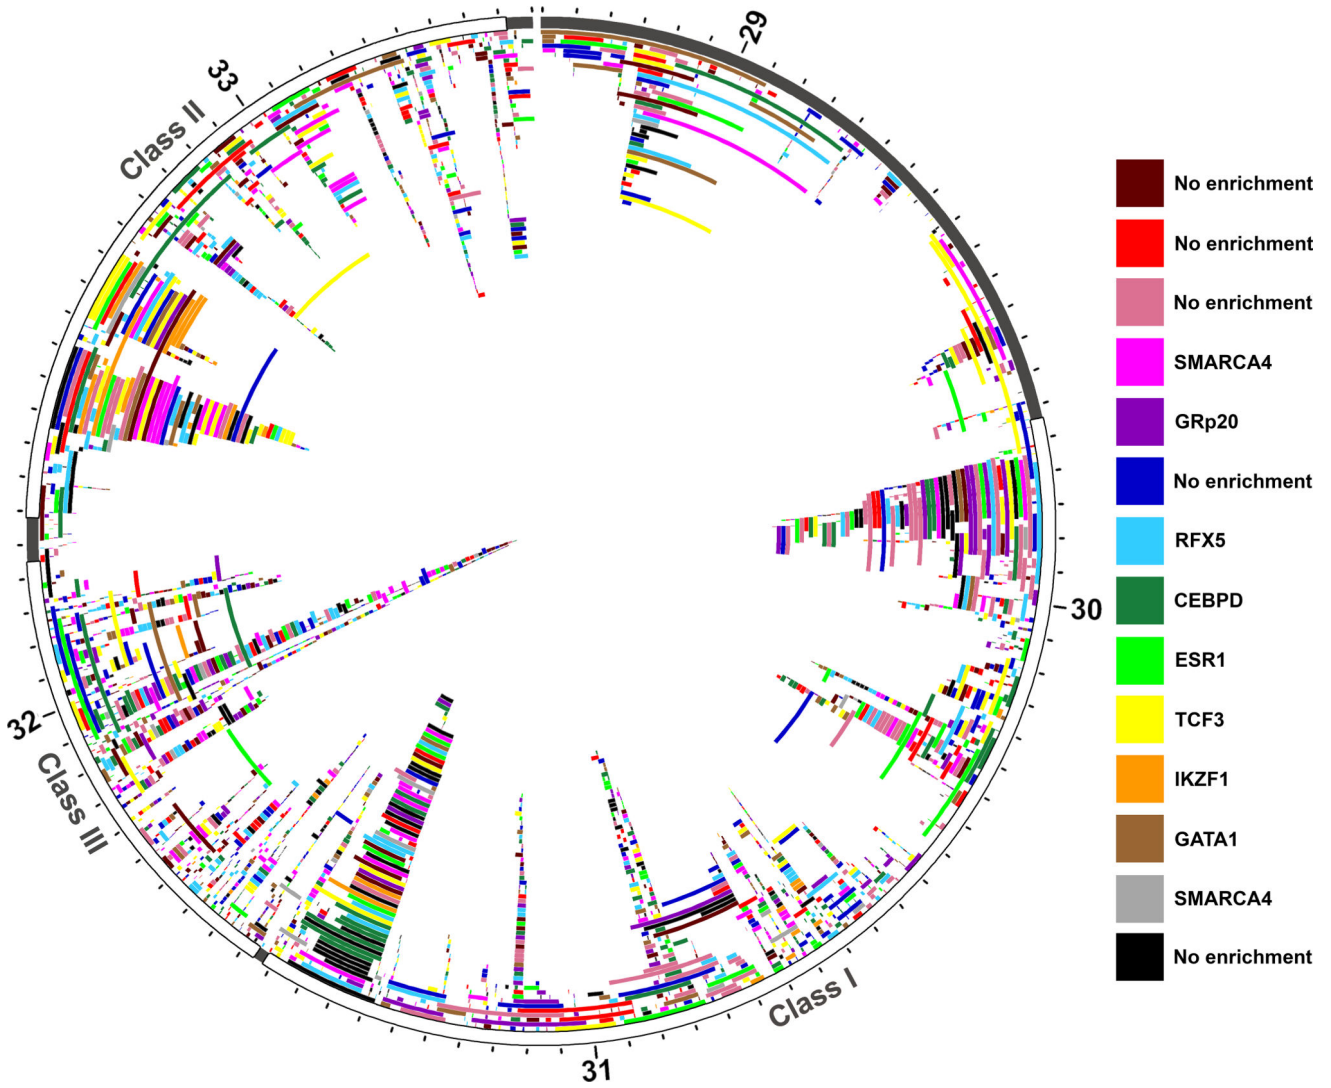 29
33
Class II
30
32
Class III
Class I
31
No enrichment
No enrichment
No enrichment
SMARCA4
GRp20
No enrichment
RFX5
CEBPD
ESR1
TCF3
IKZF1
GATA1
SMARCA4
No enrichment